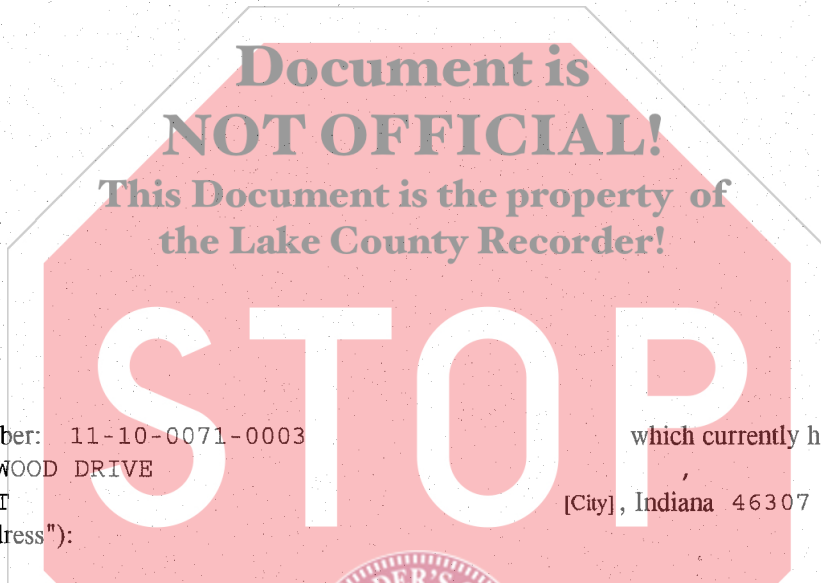 Document is
NOT OFFICIAL!
This Document is the property of
the Lake County Recorder!
STOP
ber: 11-10-0071-0003 which currently h
WOOD DRIVE ,
T [City], Indiana 46307
dress"):
DER'S